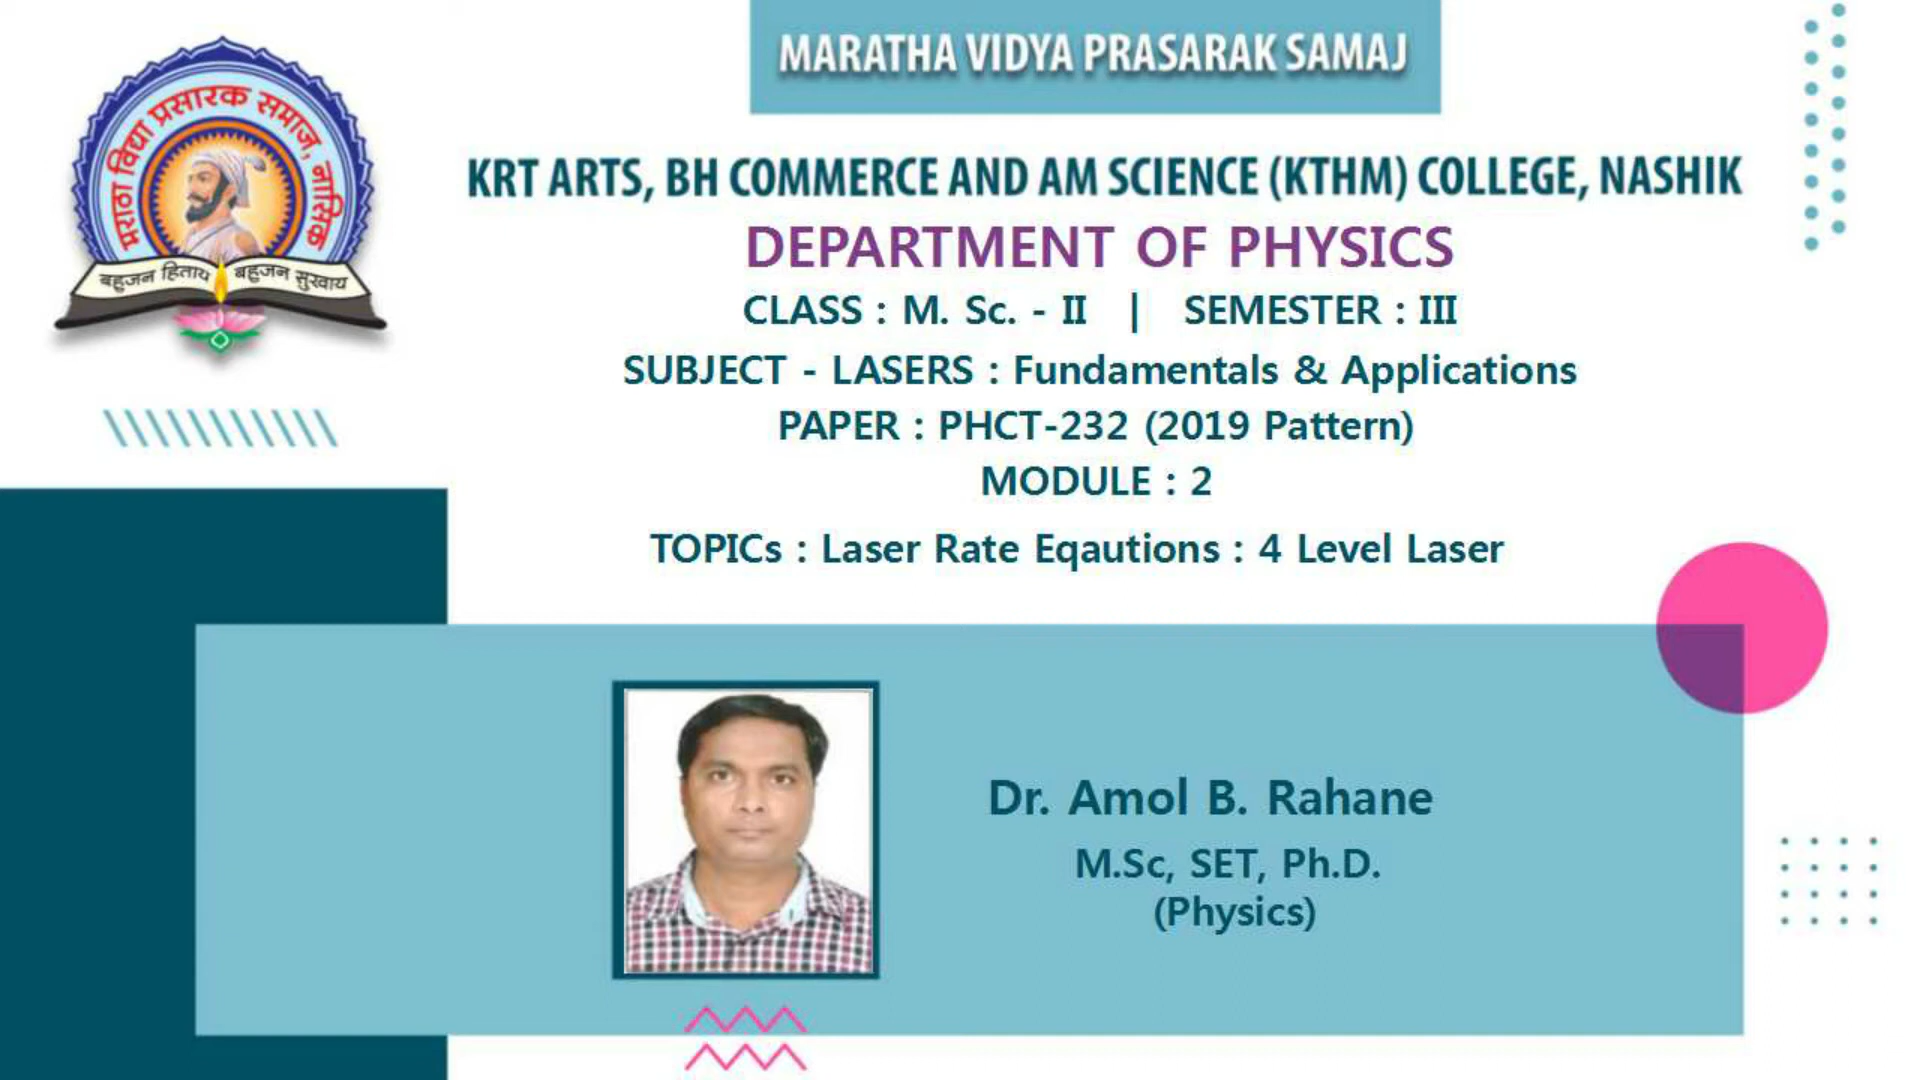 मराठा विद्या प्रसारक समाज, नासिक
बहुजन हिताय बहुजन सुखाय
MARATHA VIDYA PRASARAK SAMAJ
KRT ARTS, BH COMMERCE AND AM SCIENCE (KTHM) COLLEGE, NASHIK
DEPARTMENT OF PHYSICS
CLASS : M. Sc. - II | SEMESTER : III
SUBJECT - LASERS : Fundamentals & Applications
PAPER : PHCT-232 (2019 Pattern)
MODULE : 2
TOPICs : Laser Rate Eqautions : 4 Level Laser
Dr. Amol B. Rahane
M.Sc, SET, Ph.D.
(Physics)